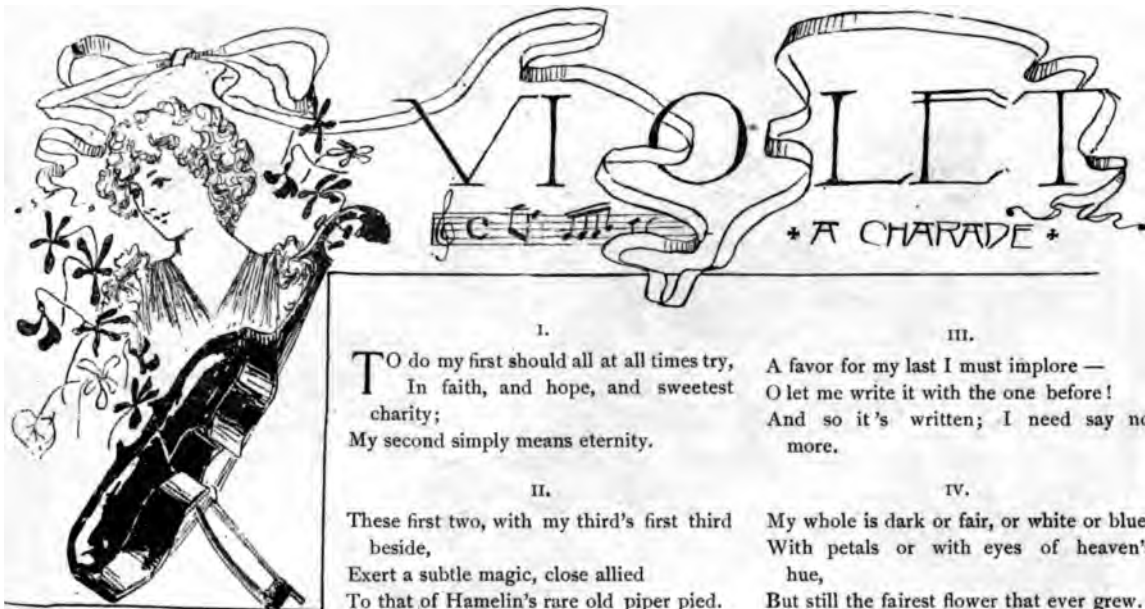 VI·O·LET
A CHARADE
I.
TO do my first should all at all times try,
In faith, and hope, and sweetest
charity;
My second simply means eternity.
II.
These first two, with my third's first third
beside,
Exert a subtle magic, close allied
To that of Hamelin's rare old piper pied.
III.
A favor for my last I must implore —
O let me write it with the one before!
And so it's written; I need say no
more.
IV.
My whole is dark or fair, or white or blue
With petals or with eyes of heaven'
hue,
But still the fairest flower that ever grew